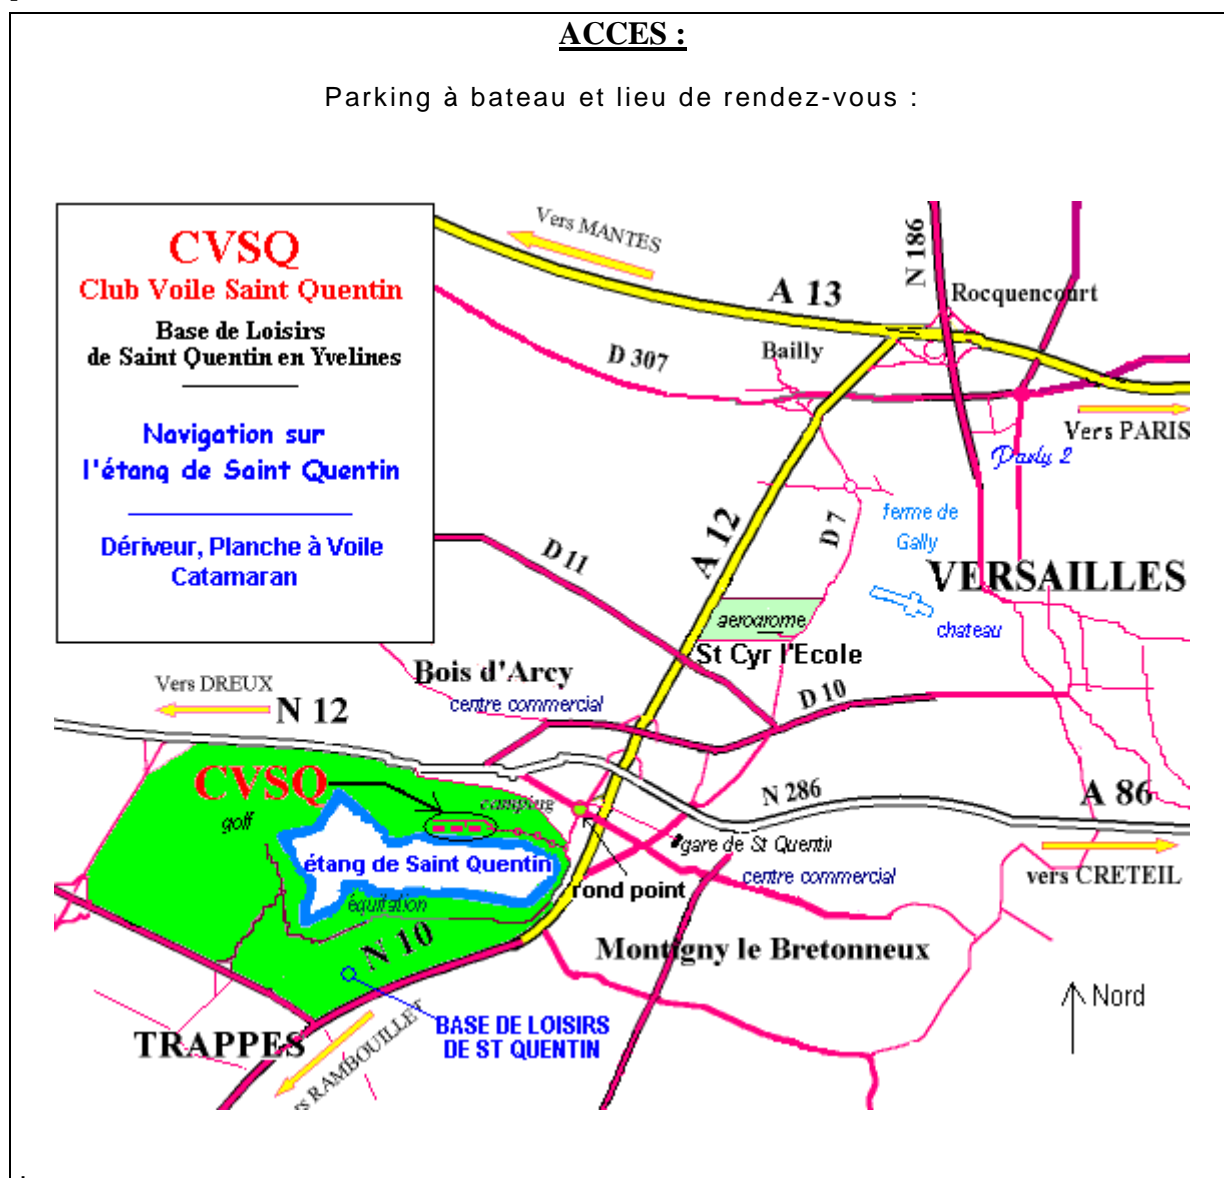 ACCES :
Parking à bateau et lieu de rendez-vous :
CVSQ
Club Voile Saint Quentin
Base de Loisirs
de Saint Quentin en Yvelines
Navigation sur
l'étang de Saint Quentin
Dériveur, Planche à Voile
Catamaran
Vers MANTES
A 13
N 186
Rocquencourt
Bailly
D 307
Vers PARIS
Parly 2
A 12
D 7
ferme de
Gally
D 11
VERSAILLES
aerodrome
chateau
St Cyr l'Ecole
Bois d'Arcy
centre commercial
D 10
Vers DREUX
N 12
CVSQ
golf
camping
N 286
A 86
gare de St Quentin
étang de Saint Quentin
rond point
centre commercial
vers CRETEIL
équitation
N 10
Montigny le Bretonneux
Nord
BASE DE LOISIRS
DE ST QUENTIN
TRAPPES
RAMBOUILLET